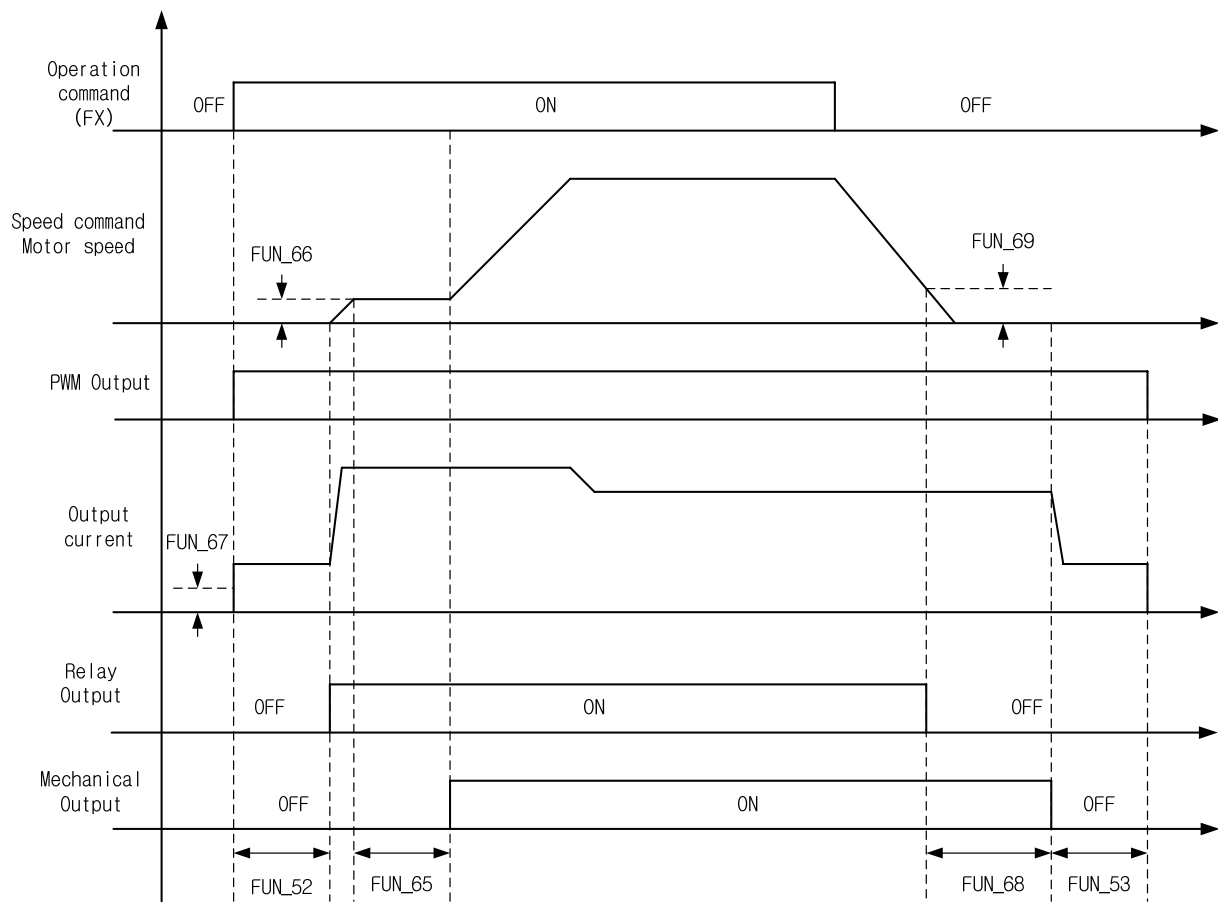 Operation
command
(FX)
OFF
ON
OFF
Speed command
Motor speed
FUN_66
FUN_69
PWM Output
Output
current
FUN_67
Relay
Output
OFF
ON
OFF
Mechanical
Output
OFF
ON
OFF
FUN_52
FUN_65
FUN_68
FUN_53